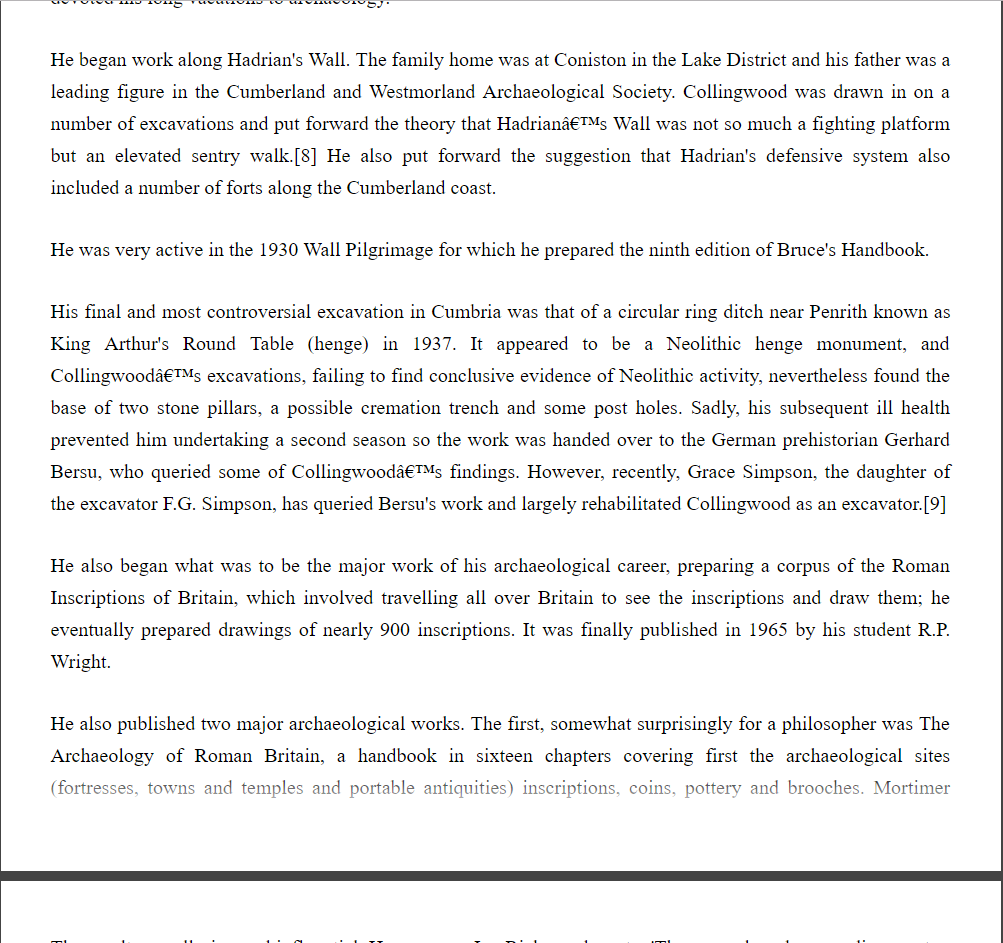 devoted his long vacations to archaeology.
He began work along Hadrian's Wall. The family home was at Coniston in the Lake District and his father was a
leading figure in the Cumberland and Westmorland Archaeological Society. Collingwood was drawn in on a
number of excavations and put forward the theory that Hadrianâ€™s Wall was not so much a fighting platform
but an elevated sentry walk.[8] He also put forward the suggestion that Hadrian's defensive system also
included a number of forts along the Cumberland coast.
He was very active in the 1930 Wall Pilgrimage for which he prepared the ninth edition of Bruce's Handbook.
His final and most controversial excavation in Cumbria was that of a circular ring ditch near Penrith known as
King Arthur's Round Table (henge) in 1937. It appeared to be a Neolithic henge monument, and
Collingwoodâ€™s excavations, failing to find conclusive evidence of Neolithic activity, nevertheless found the
base of two stone pillars, a possible cremation trench and some post holes. Sadly, his subsequent ill health
prevented him undertaking a second season so the work was handed over to the German prehistorian Gerhard
Bersu, who queried some of Collingwoodâ€™s findings. However, recently, Grace Simpson, the daughter of
the excavator F.G. Simpson, has queried Bersu's work and largely rehabilitated Collingwood as an excavator.[9]
He also began what was to be the major work of his archaeological career, preparing a corpus of the Roman
Inscriptions of Britain, which involved travelling all over Britain to see the inscriptions and draw them; he
eventually prepared drawings of nearly 900 inscriptions. It was finally published in 1965 by his student R.P.
Wright.
He also published two major archaeological works. The first, somewhat surprisingly for a philosopher was The
Archaeology of Roman Britain, a handbook in sixteen chapters covering first the archaeological sites
(fortresses, towns and temples and portable antiquities) inscriptions, coins, pottery and brooches. Mortimer